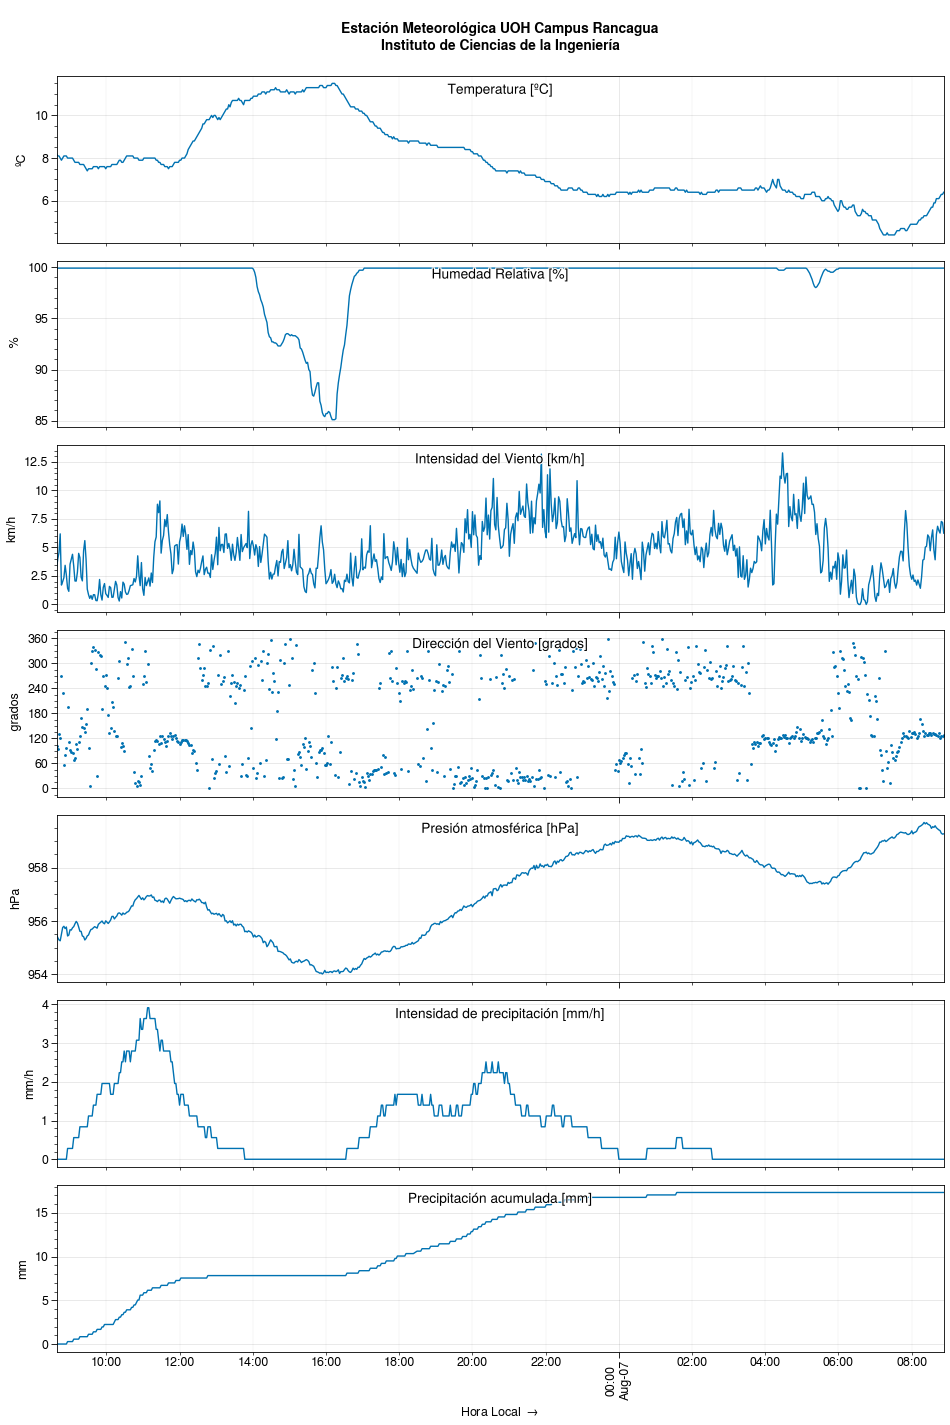 Estación Meteorológica UOH Campus Rancagua
Instituto de Ciencias de la Ingeniería
Temperatura [ºC]
ºC
10
8
6
Humedad Relativa [%]
%
100
95
90
85
Intensidad del Viento [km/h]
km/h
12.5
10
7.5
5
2.5
0
Dirección del Viento [grados]
grados
360
300
240
180
120
60
0
Presión atmosférica [hPa]
hPa
958
956
954
Intensidad de precipitación [mm/h]
mm/h
4
3
2
1
0
Precipitación acumulada [mm]
mm
15
10
5
0
10:00 12:00 14:00 16:00 18:00 20:00 22:00 00:00 02:00 04:00 06:00 08:00
Aug-07
Hora Local →